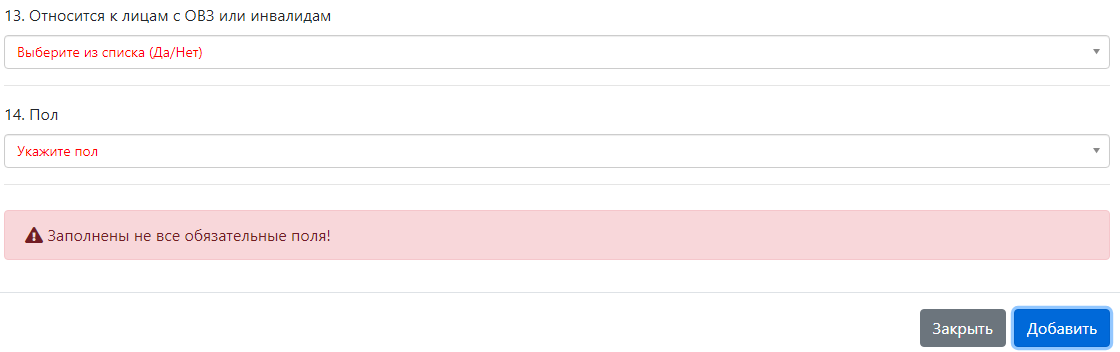 13. Относится к лицам с ОВЗ или инвалидам
Выберите из списка (Да/Нет)
14. Пол
Укажите пол
Заполнены не все обязательные поля!
Закрыть
Добавить